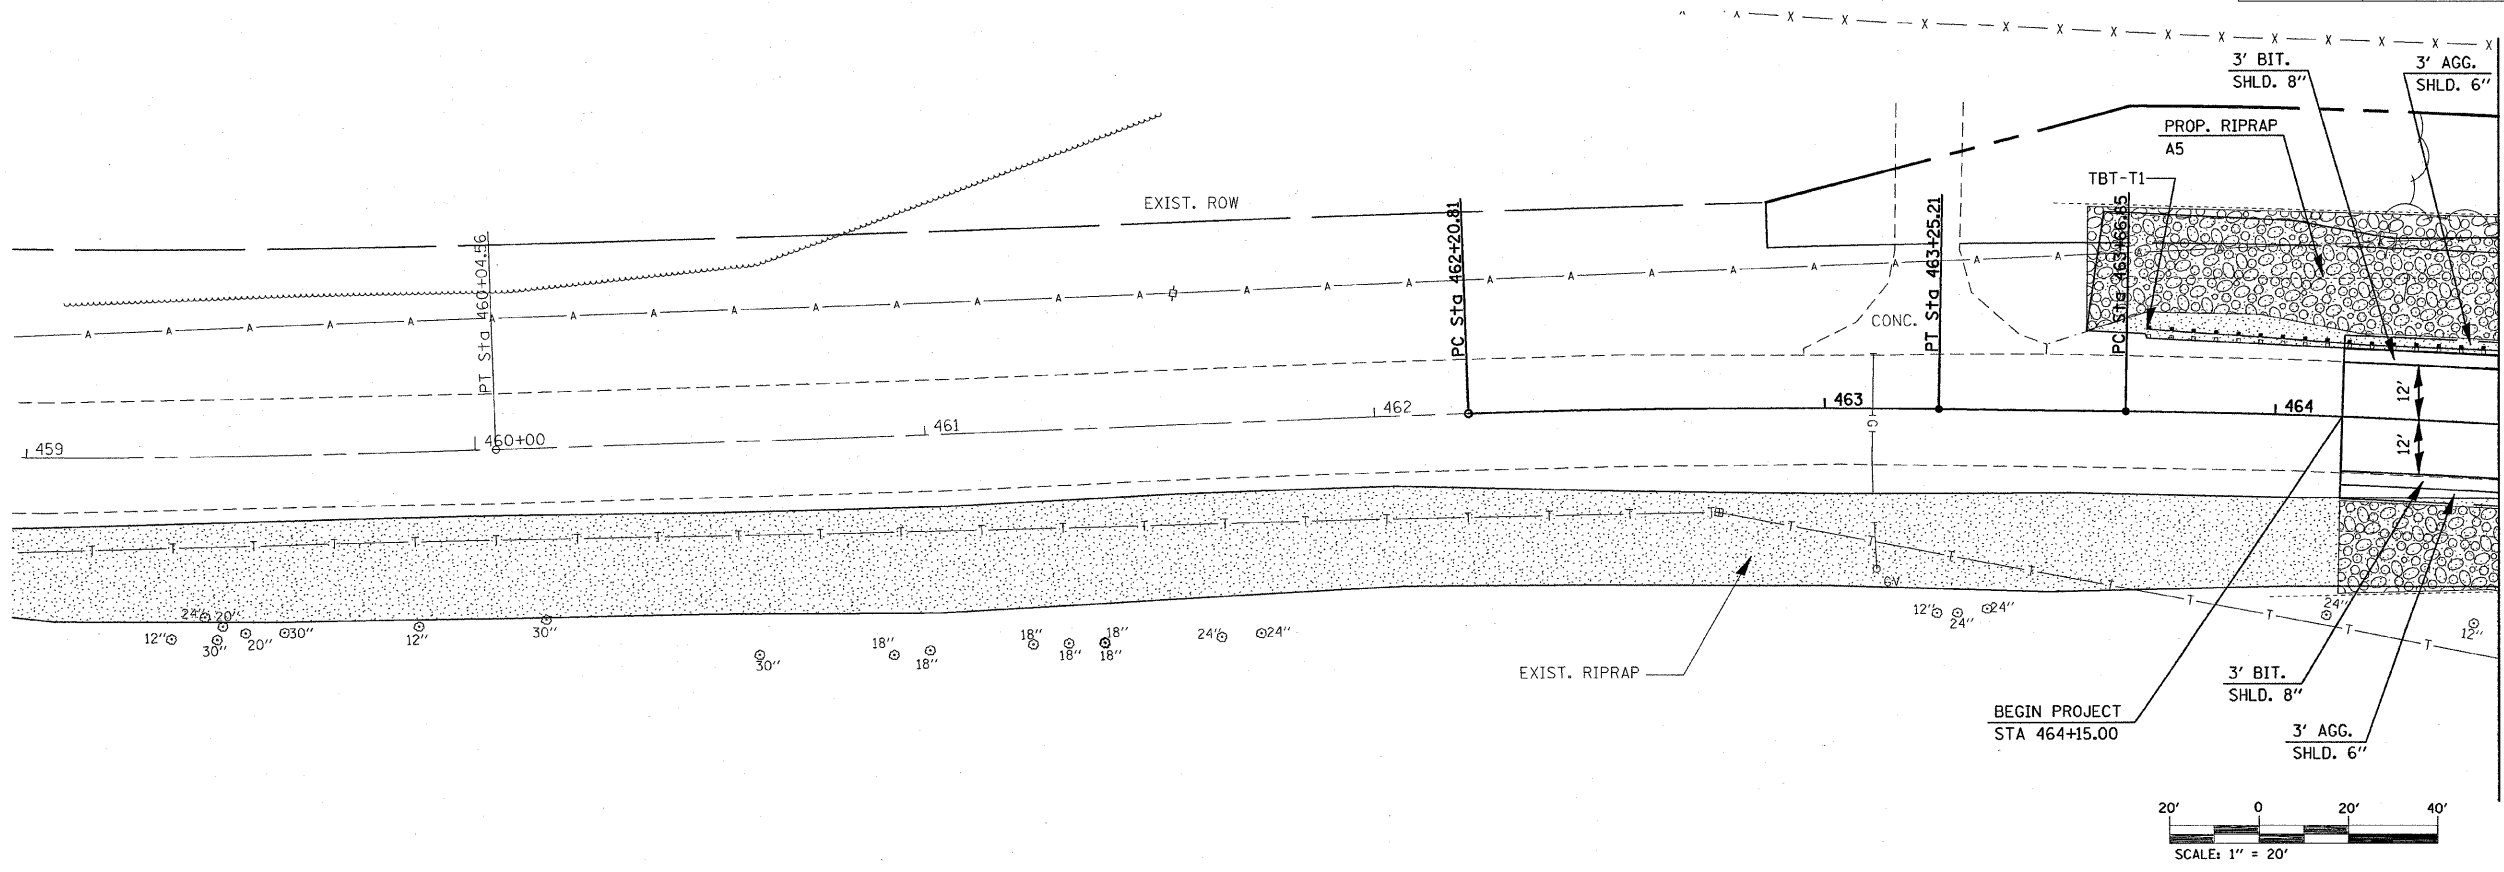 3' BIT.
SHLD. 8"
3' AGG.
SHLD. 6"
PROP. RIPRAP
A5
TBT-T1
EXIST. ROW
PT Sta 460+04.56
PC Sta 462+20.81
PT Sta 463+25.21
PC Sta 463+66.85
CONC.
459
460+00
461
462
463
464
12'
12'
G
GV
24"
20"
12"
30"
20"
30"
12"
30"
30"
18"
18"
18"
18"
18"
18"
24"
24"
12"
24"
24"
24"
12"
EXIST. RIPRAP
BEGIN PROJECT
STA 464+15.00
3' BIT.
SHLD. 8"
3' AGG.
SHLD. 6"
20' 0 20' 40'
SCALE: 1" = 20'